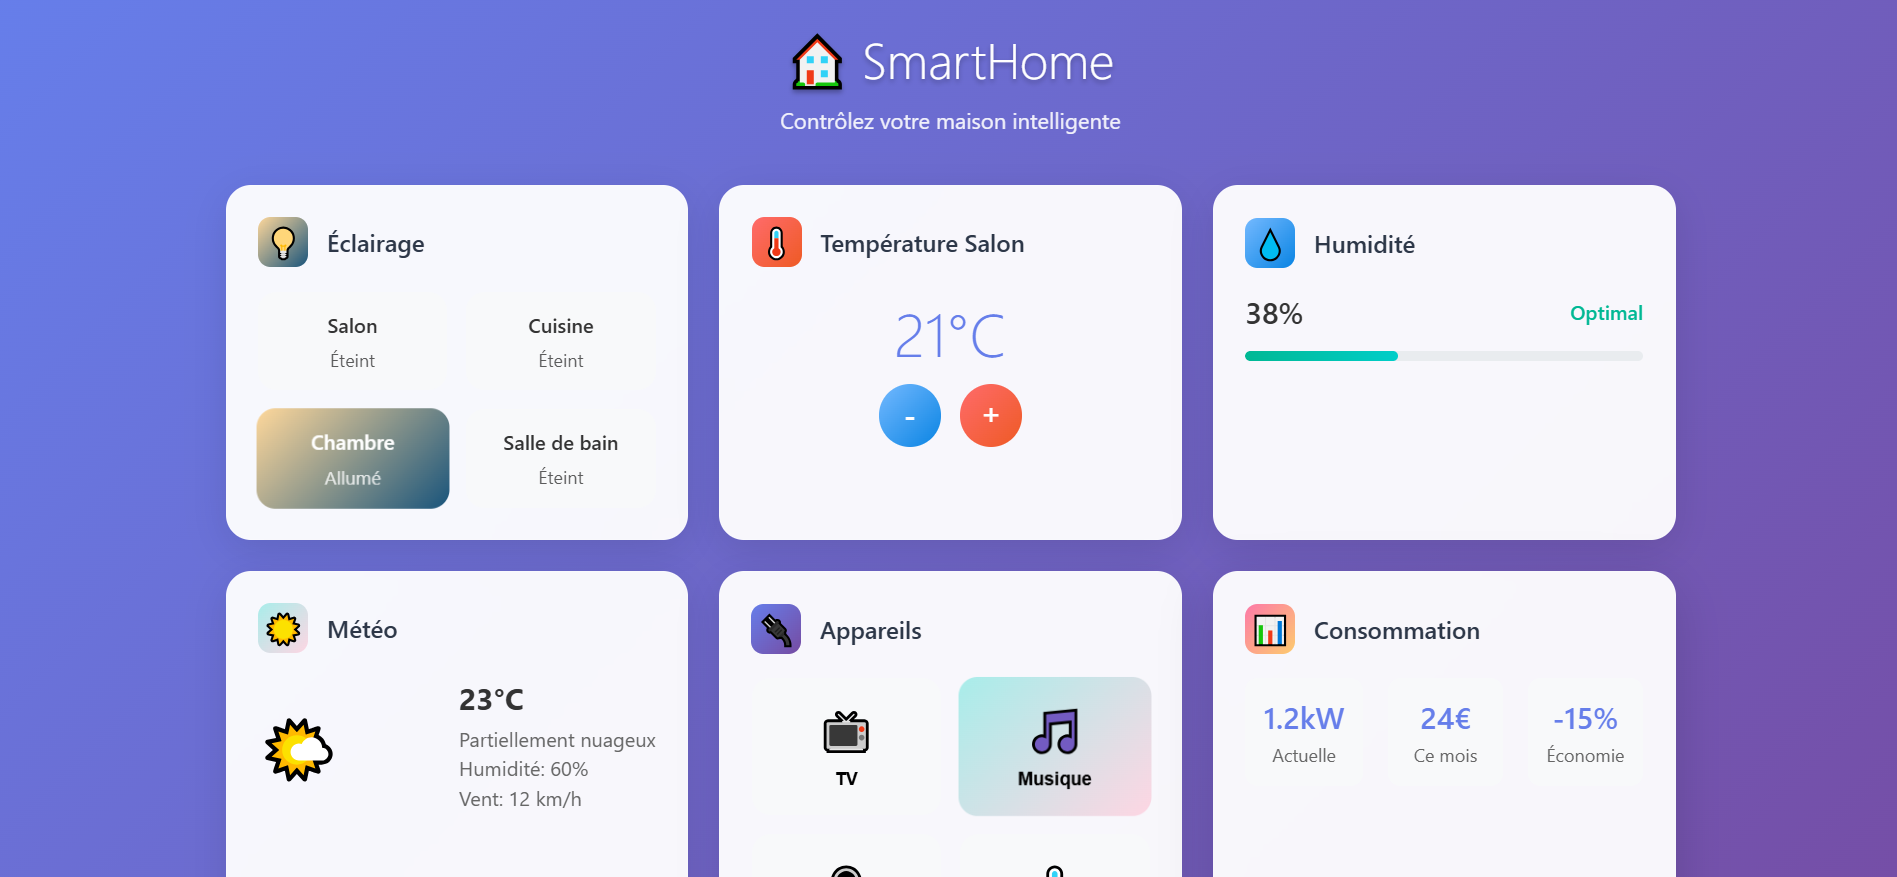 SmartHome
Contrôlez votre maison intelligente
Éclairage
Salon
Éteint
Cuisine
Éteint
Chambre
Allumé
Salle de bain
Éteint
Température Salon
21°C
-
+
Humidité
38%
Optimal
Météo
23°C
Partiellement nuageux
Humidité: 60%
Vent: 12 km/h
Appareils
TV
Musique
Consommation
1.2kW
Actuelle
24€
Ce mois
-15%
Économie